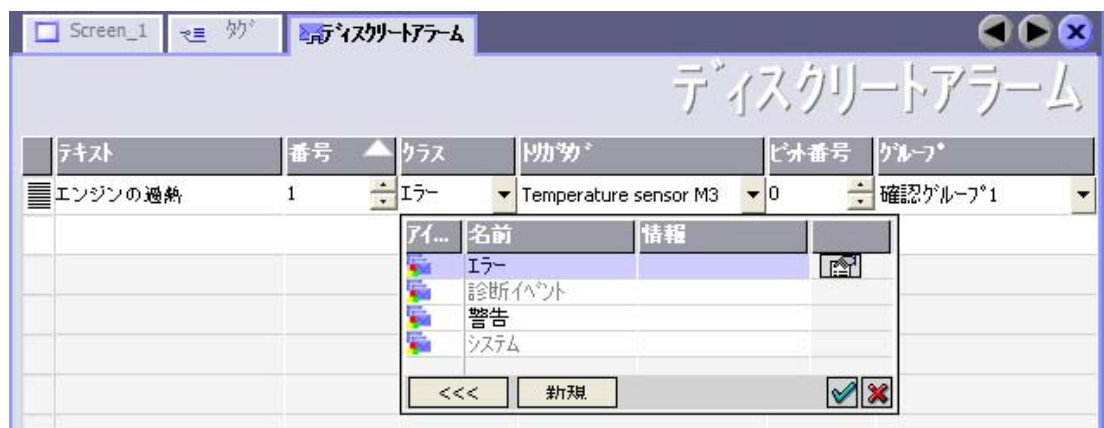 Screen_1 タグ ディスクリートアラーム
ディスクリートアラーム
テキスト 番号 クラス トリガタグ ビット番号 グループ
エンジンの過熱 1 エラー Temperature sensor M3 0 確認グループ1
アイ... 名前 情報
エラー
診断イベント
警告
システム
<<< 新規